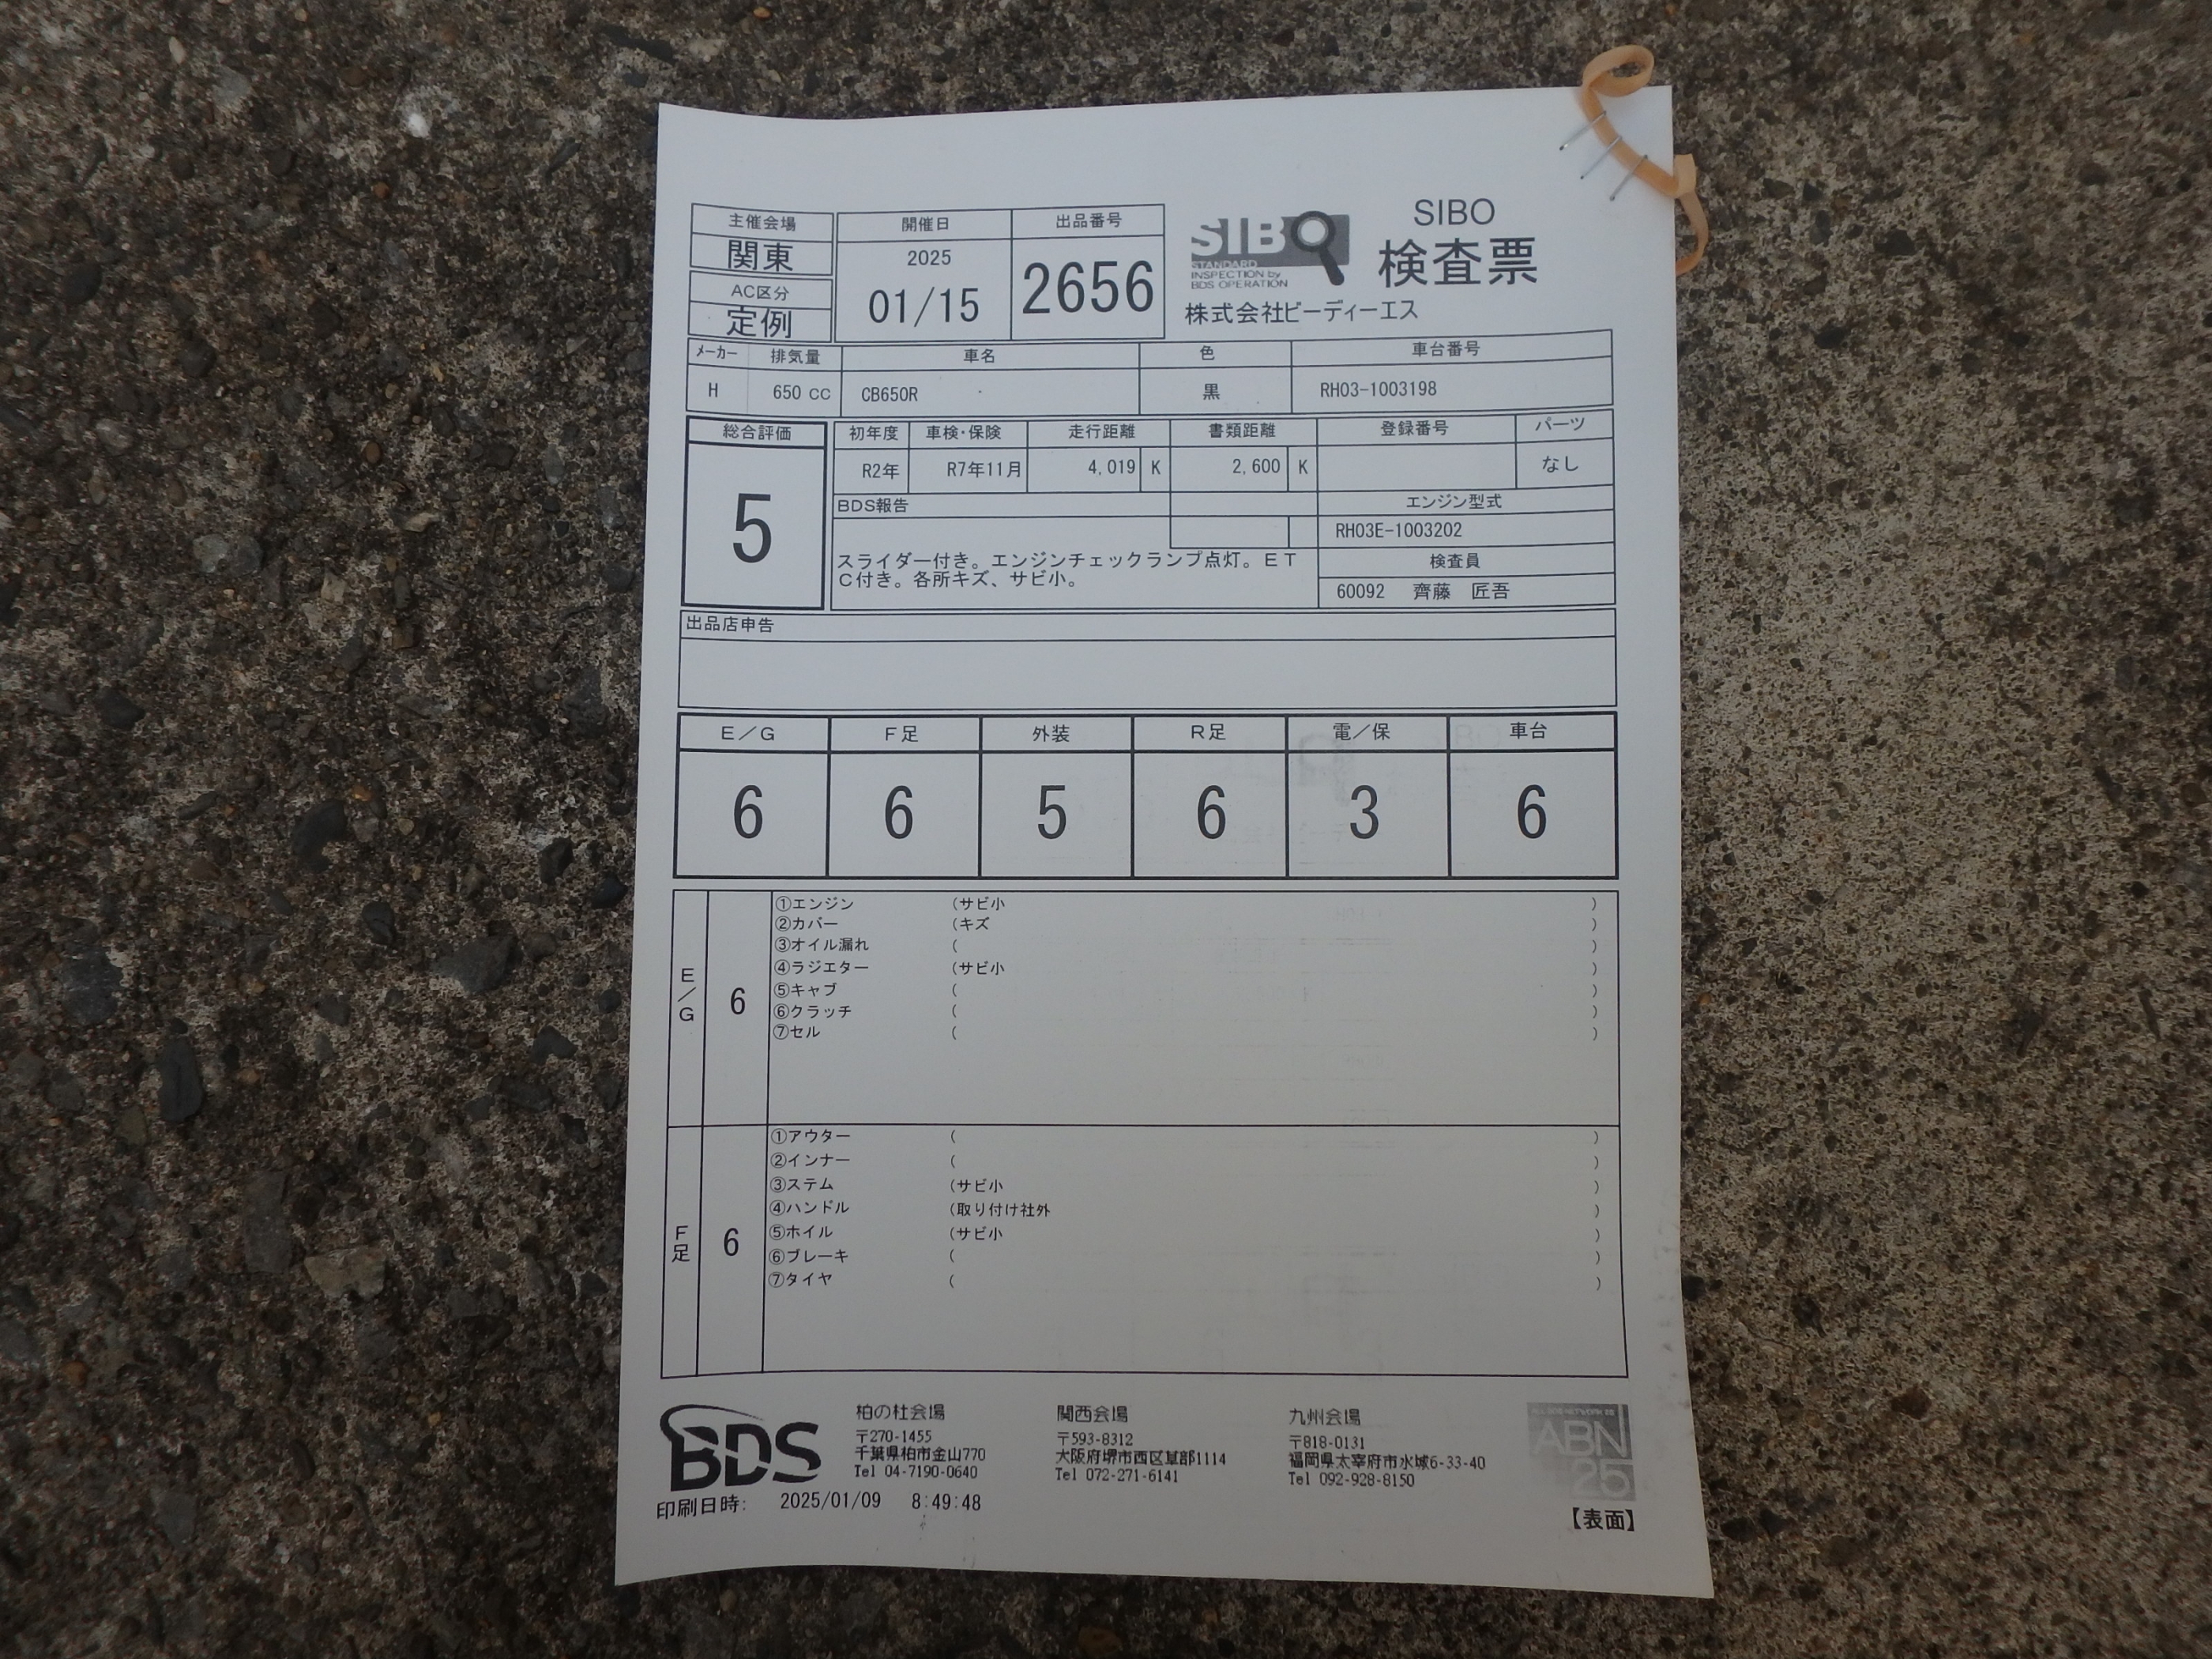 主催会場
関東
AC区分
定例
開催日
2025
01/15
出品番号
2656
SIBO
STANDARD
INSPECTION by
BDS OPERATION
SIBO
検査票
株式会社ビーディーエス
メーカー 排気量 車名 色 車台番号
H 650 CC CB650R 黒 RH03-1003198
総合評価
5
初年度 車検・保険 走行距離 書類距離 登録番号 パーツ
R2年 R7年11月 4,019 K 2,600 K なし
BDS報告
スライダー付き。エンジンチェックランプ点灯。ET
C付き。各所キズ、サビ小。
エンジン型式
RH03E-1003202
検査員
60092 齊藤 匠吾
出品店申告
E/G F足 外装 R足 電/保 車台
6 6 5 6 3 6
E/G
6
①エンジン (サビ小 )
②カバー (キズ )
③オイル漏れ ( )
④ラジエター (サビ小 )
⑤キャブ ( )
⑥クラッチ ( )
⑦セル ( )
F足
6
①アウター ( )
②インナー ( )
③ステム (サビ小 )
④ハンドル (取り付け社外 )
⑤ホイル (サビ小 )
⑥ブレーキ ( )
⑦タイヤ ( )
BDS
柏の杜会場
〒270-1455
千葉県柏市金山770
Tel 04-7190-0640
関西会場
〒593-8312
大阪府堺市西区草部1114
Tel 072-271-6141
九州会場
〒818-0131
福岡県太宰府市水城6-33-40
Tel 092-928-8150
ABN
25
印刷日時: 2025/01/09 8:49:48
【表面】